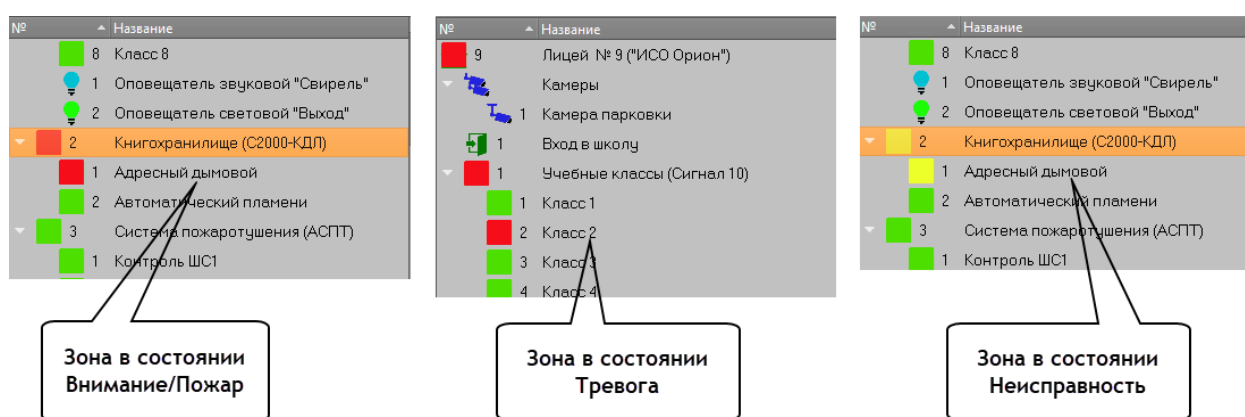 № Название
8 Класс 8
1 Оповещатель звуковой "Свирель"
2 Оповещатель световой "Выход"
2 Книгохранилище (С2000-КДЛ)
1 Адресный дымовой
2 Автоматический пламени
3 Система пожаротушения (АСПТ)
1 Контроль ШС1
Зона в состоянии
Внимание/Пожар
№ Название
9 Лицей № 9 ("ИСО Орион")
Камеры
1 Камера парковки
1 Вход в школу
1 Учебные классы (Сигнал 10)
1 Класс 1
2 Класс 2
3 Класс 3
4 Класс 4
Зона в состоянии
Тревога
№ Название
8 Класс 8
1 Оповещатель звуковой "Свирель"
2 Оповещатель световой "Выход"
2 Книгохранилище (С2000-КДЛ)
1 Адресный дымовой
2 Автоматический пламени
3 Система пожаротушения (АСПТ)
1 Контроль ШС1
Зона в состоянии
Неисправность